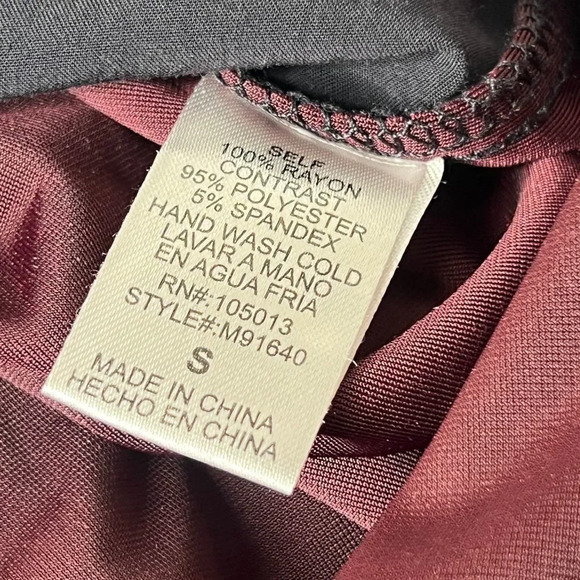 SELF
100% RAYON
CONTRAST
95% POLYESTER
5% SPANDEX
HAND WASH COLD
LAVAR A MANO
EN AGUA FRIA
RN#:105013
STYLE#:M91640
S
MADE IN CHINA
HECHO EN CHINA